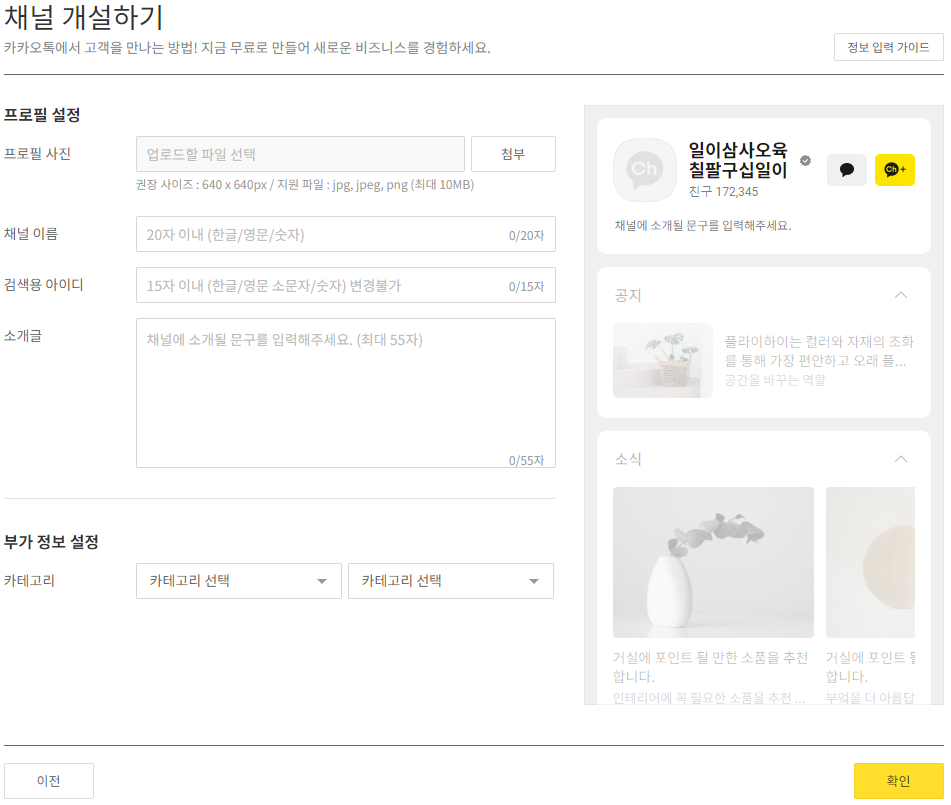 채널 개설하기
카카오톡에서 고객을 만나는 방법! 지금 무료로 만들어 새로운 비즈니스를 경험하세요.
정보 입력 가이드
프로필 설정
프로필 사진
업로드할 파일 선택
첨부
권장 사이즈 : 640 x 640px / 지원 파일 : jpg, jpeg, png (최대 10MB)
채널 이름
20자 이내 (한글/영문/숫자)
0/20자
검색용 아이디
15자 이내 (한글/영문 소문자/숫자) 변경불가
0/15자
소개글
채널에 소개될 문구를 입력해주세요. (최대 55자)
0/55자
부가 정보 설정
카테고리
카테고리 선택
카테고리 선택
Ch
일이삼사오육
칠팔구십일이
친구 172,345
Ch+
채널에 소개될 문구를 입력해주세요.
공지
플라이하이는 컬러와 자재의 조화
를 통해 가장 편안하고 오래 풀...
공간을 바꾸는 역할
소식
거실에 포인트 될 만한 소품을 추천
합니다.
인테리어에 꼭 필요한 소품을 추천 ...
거실에 포인트 될
합니다.
부엌을 더 아름답
이전
확인